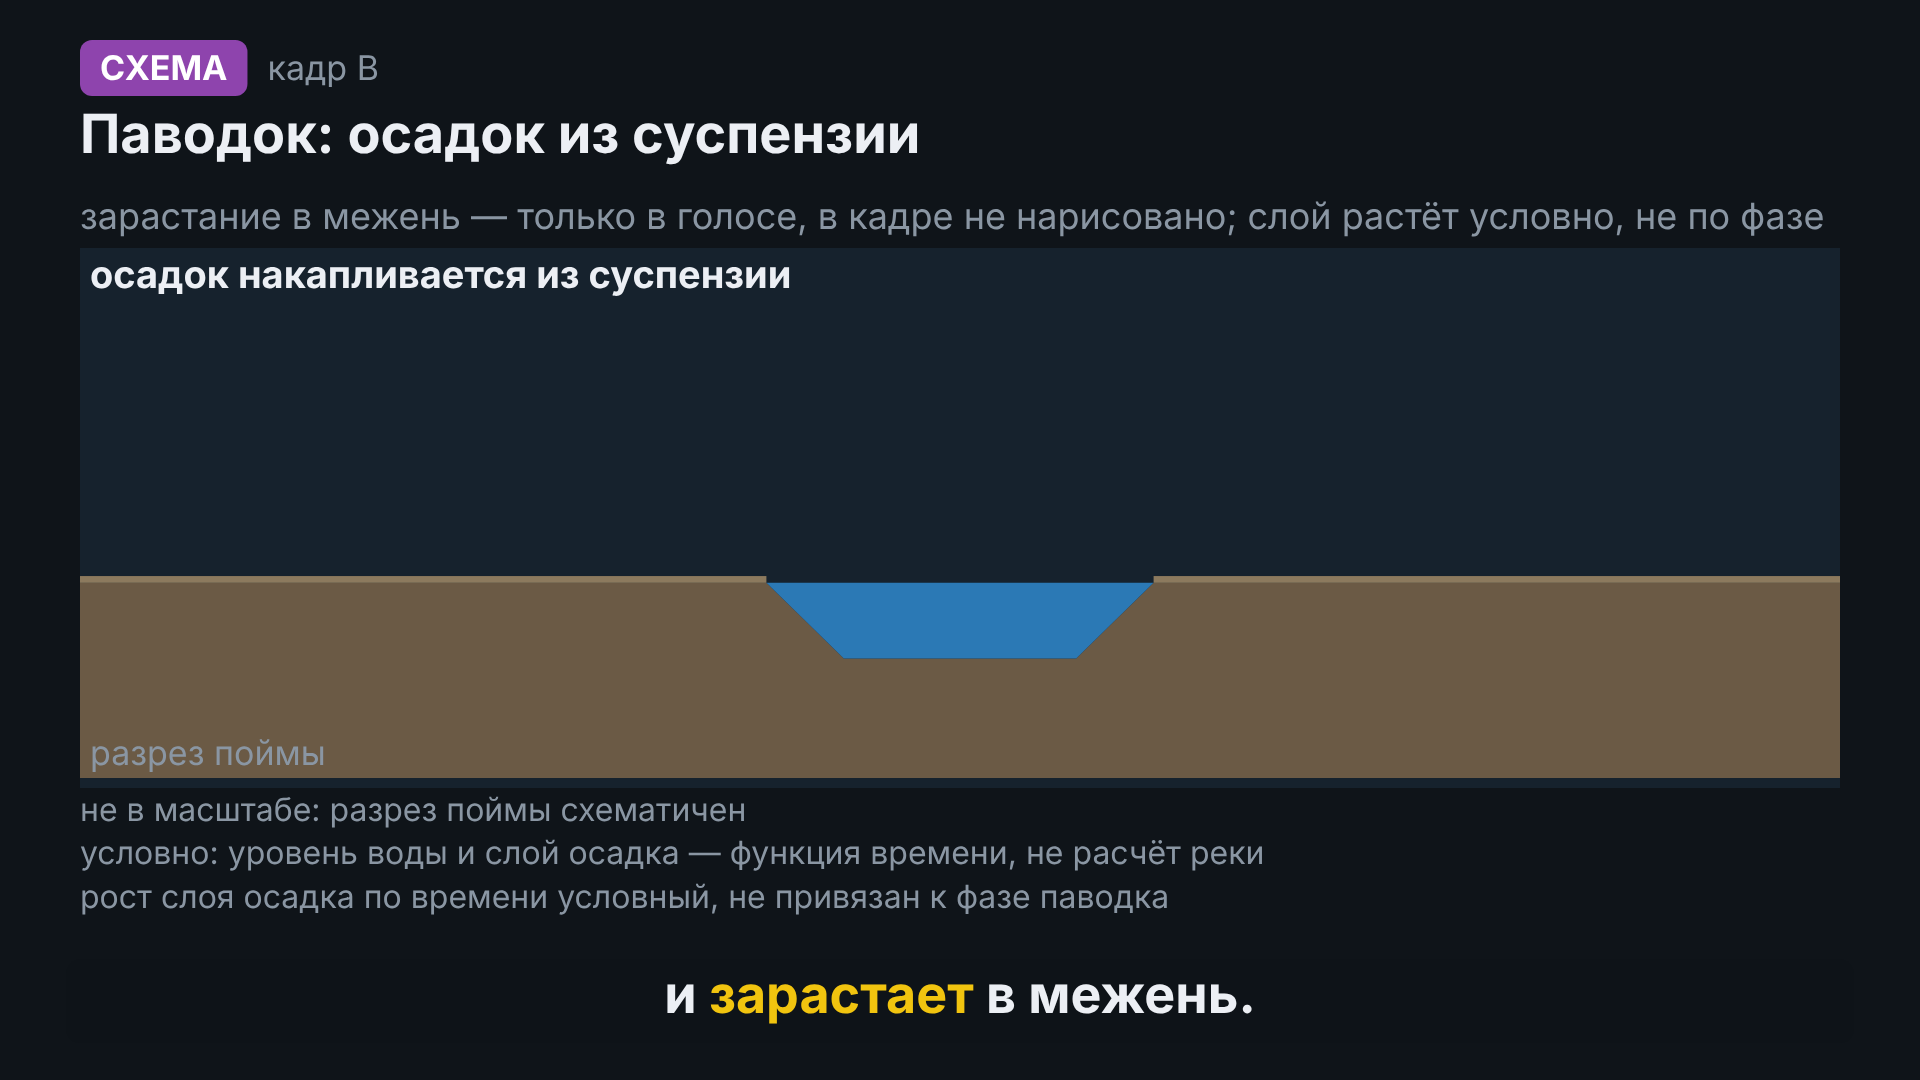 СХЕМА кадр B
Паводок: осадок из суспензии
зарастание в межень — только в голосе, в кадре не нарисовано; слой растёт условно, не по фазе
осадок накапливается из суспензии
разрез поймы
не в масштабе: разрез поймы схематичен
условно: уровень воды и слой осадка — функция времени, не расчёт реки
рост слоя осадка по времени условный, не привязан к фазе паводка
и зарастает в межень.